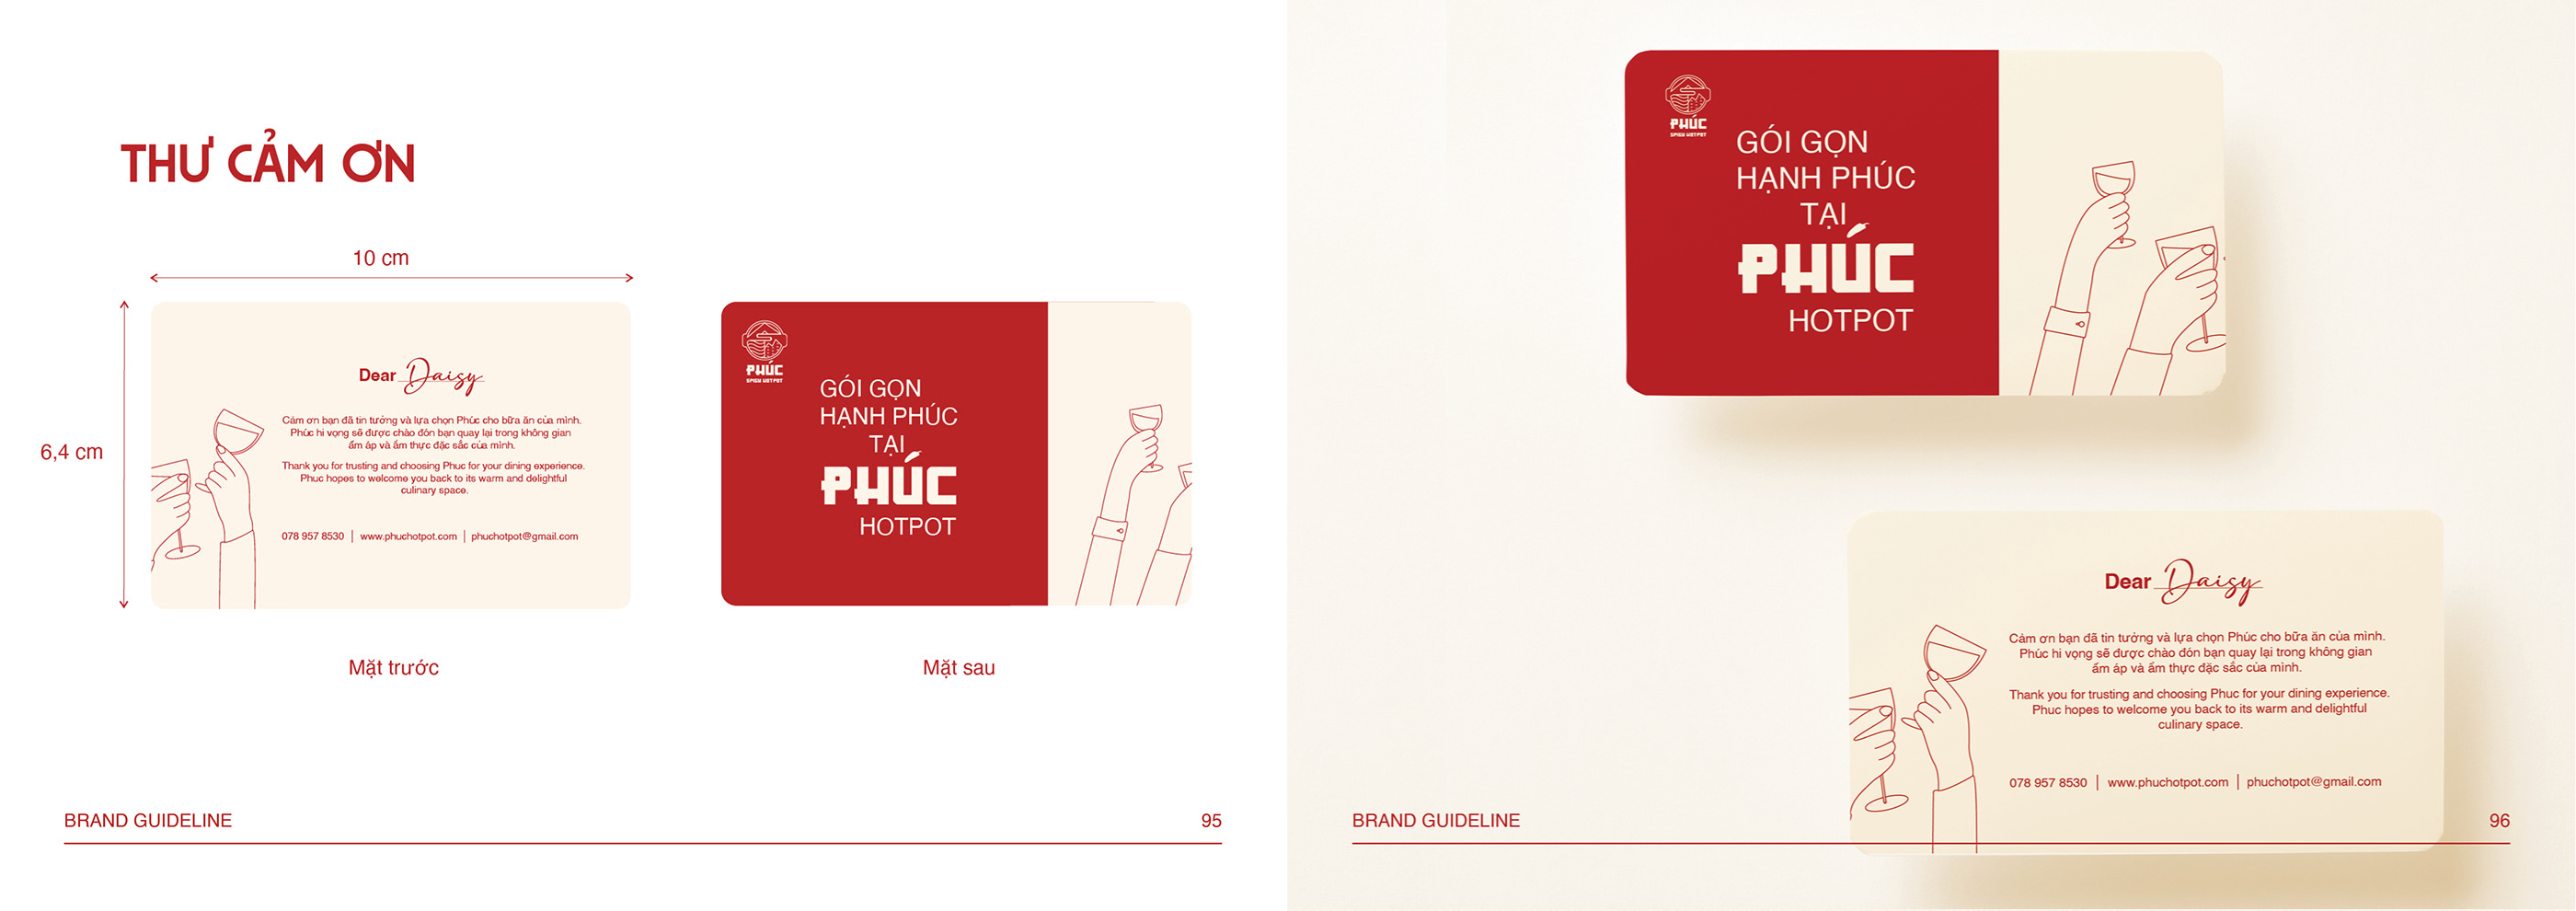 THƯ CẢM ƠN
10 cm
6,4 cm
Dear Daisy
Cảm ơn bạn đã tin tưởng và lựa chọn Phúc cho bữa ăn của mình.
Phúc hi vọng sẽ được chào đón bạn quay lại trong không gian
ấm áp và ẩm thực đặc sắc của mình.
Thank you for trusting and choosing Phuc for your dining experience.
Phuc hopes to welcome you back to its warm and delightful
culinary space.
078 957 8530 | www.phuchotpot.com | phuchotpot@gmail.com
Mặt trước
PHÚC
SPICY HOTPOT
GÓI GỌN
HẠNH PHÚC
TẠI
PHÚC
HOTPOT
Mặt sau
BRAND GUIDELINE
95
PHÚC
SPICY HOTPOT
GÓI GỌN
HẠNH PHÚC
TẠI
PHÚC
HOTPOT
Dear Daisy
Cảm ơn bạn đã tin tưởng và lựa chọn Phúc cho bữa ăn của mình.
Phúc hi vọng sẽ được chào đón bạn quay lại trong không gian
ấm áp và ẩm thực đặc sắc của mình.
Thank you for trusting and choosing Phuc for your dining experience.
Phuc hopes to welcome you back to its warm and delightful
culinary space.
078 957 8530 | www.phuchotpot.com | phuchotpot@gmail.com
BRAND GUIDELINE
96